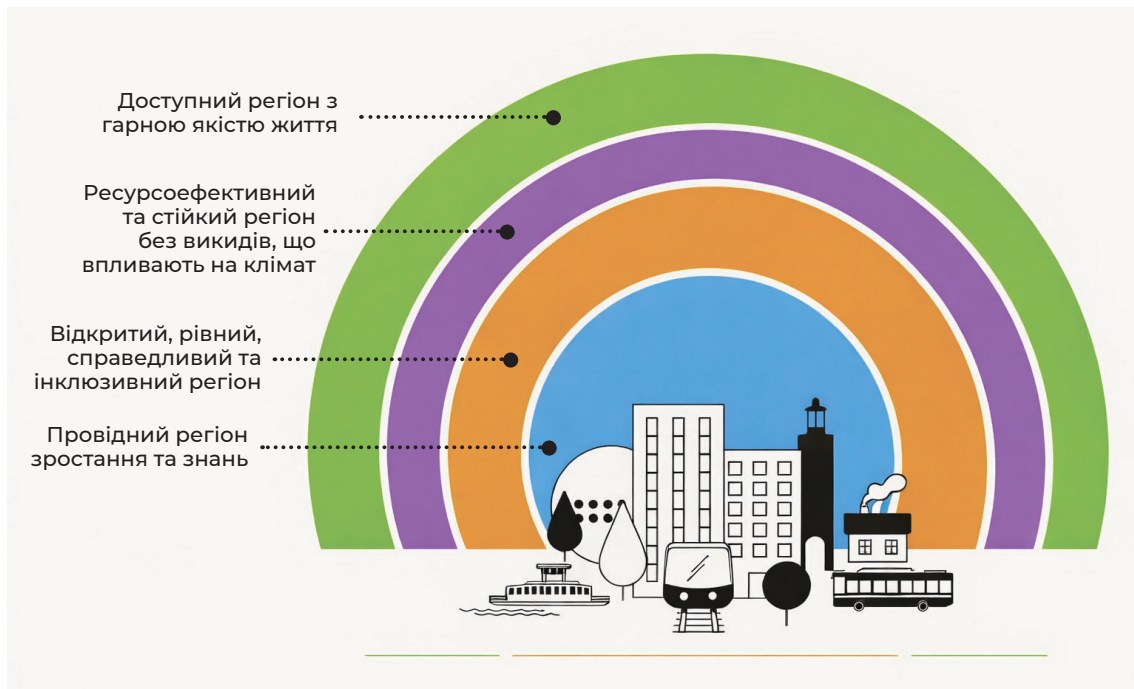 Доступний регіон з
гарною якістю життя
Ресурсоефективний
та стійкий регіон
без викидів, що
впливають на клімат
Відкритий, рівний,
справедливий та
інклюзивний регіон
Провідний регіон
зростання та знань